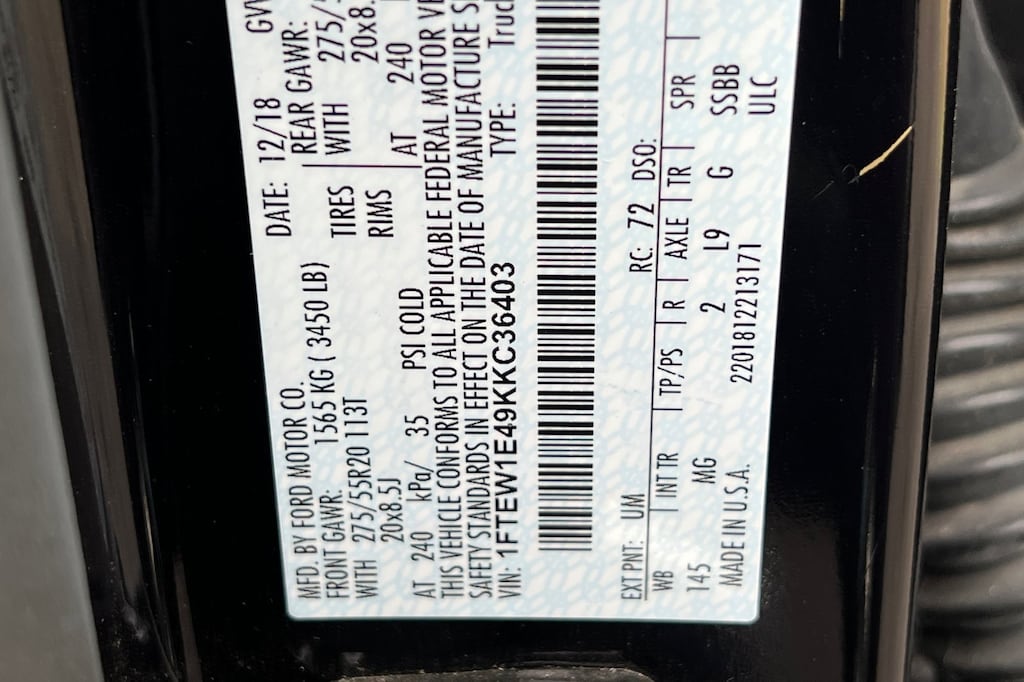 MFD. BY FORD MOTOR CO. DATE: 12/18
FRONT GAWR: 1565 KG ( 3450 LB) REAR GAWR:
WITH 275/55R20 113T TIRES WITH
20x8.5J RIMS 20x8.
AT 240 kPa/ 35 PSI COLD AT 240
THIS VEHICLE CONFORMS TO ALL APPLICABLE FEDERAL MOTOR
SAFETY STANDARDS IN EFFECT ON THE DATE OF MANUFACTURE
VIN: 1FTEW1E49KKC36403 TYPE:
EXT PNT: UM RC: 72 DSO:
WB INT TR TP/PS R AXLE TR SPR
145 MG 2 L9 G SSBB
MADE IN U.S.A. 2201812213171 ULC